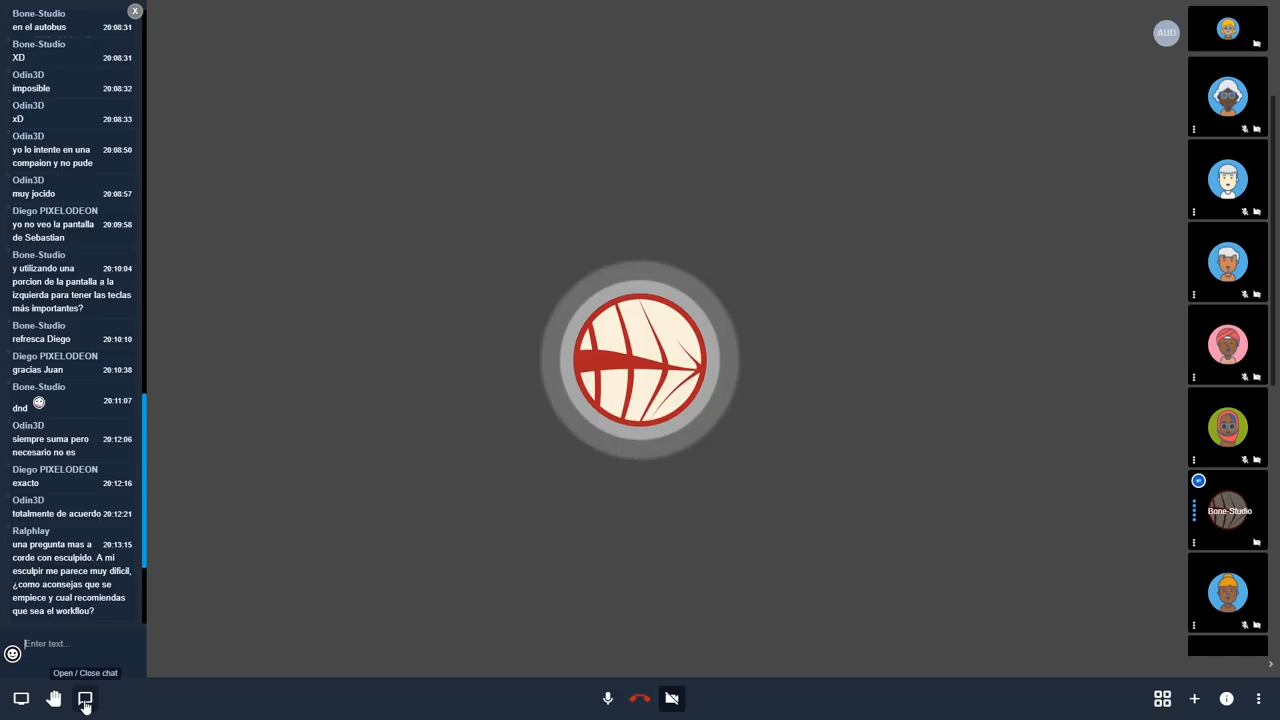 Bone-Studio
en el autobus 20:08:31
Bone-Studio
XD 20:08:31
Odin3D
imposible 20:08:32
Odin3D
xD 20:08:33
Odin3D
yo lo intente en una 20:08:50
compaion y no pude
Odin3D
muy jocido 20:08:57
Diego PIXELODEON
yo no veo la pantalla 20:09:58
de Sebastian
Bone-Studio
y utilizando una 20:10:04
porcion de la pantalla a la
izquierda para tener las teclas
más importantes?
Bone-Studio
refresca Diego 20:10:10
Diego PIXELODEON
gracias Juan 20:10:38
Bone-Studio
dnd 20:11:07
Odin3D
siempre suma pero 20:12:06
necesario no es
Diego PIXELODEON
exacto 20:12:16
Odin3D
totalmente de acuerdo 20:12:21
Ralphlay
una pregunta mas a 20:13:15
corde con esculpido. A mi
esculpir me parece muy dificil,
¿como aconsejas que se
empiece y cual recomiendas
que sea el workflou?
Enter text...
Open / Close chat
X
AUD
Bone-Studio